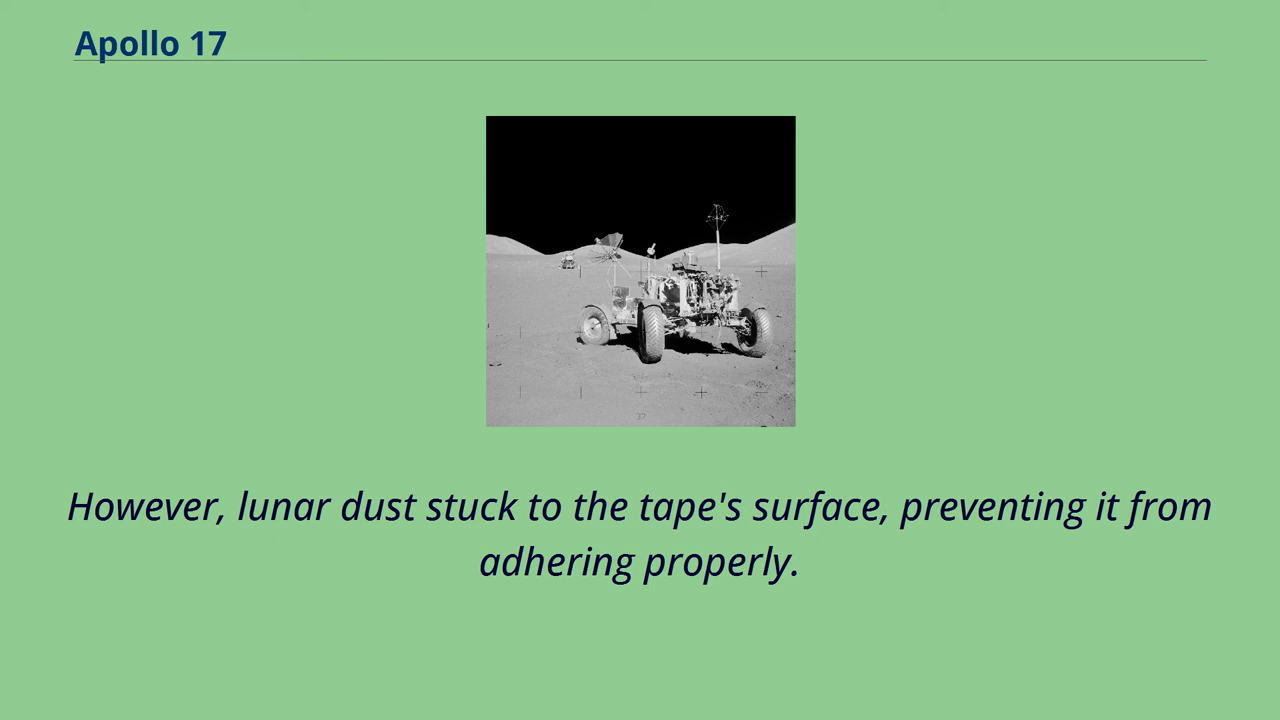 Apollo 17
However, lunar dust stuck to the tape's surface, preventing it from
adhering properly.